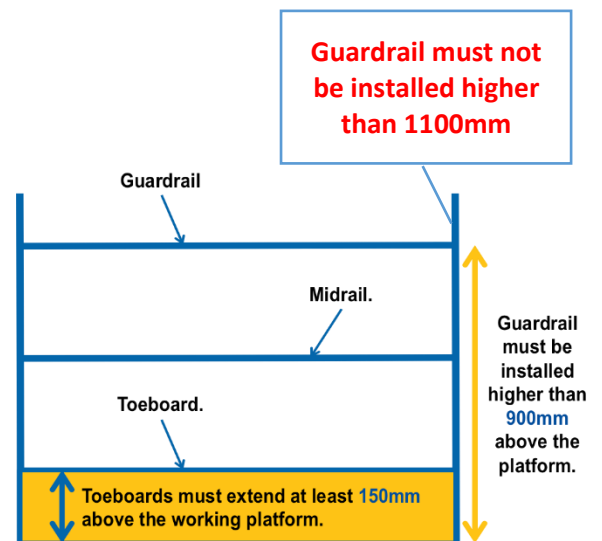 Guardrail must not
be installed higher
than 1100mm
Guardrail
Midrail.
Toeboard.
Guardrail
must be
installed
higher than
900mm
above the
platform.
Toeboards must extend at least 150mm
above the working platform.